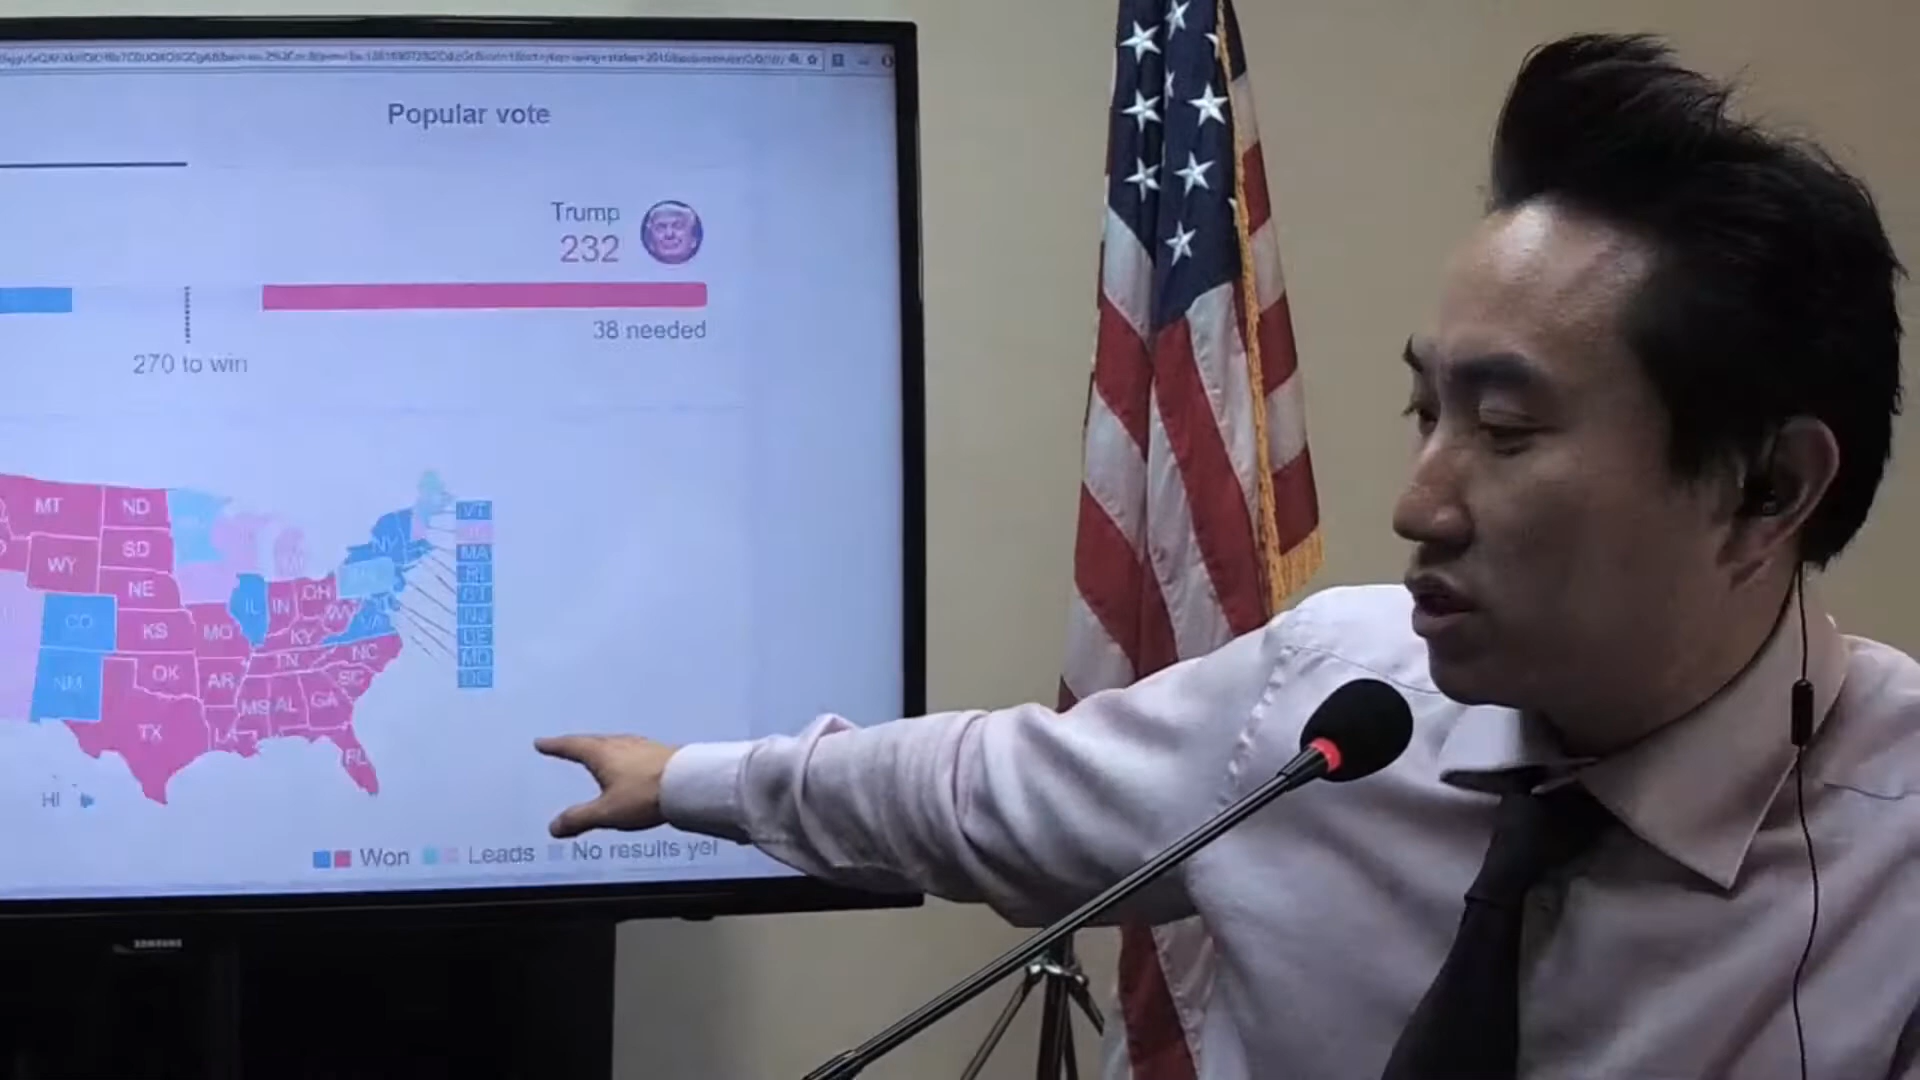 Popular vote
Trump
232
38 needed
270 to win
MT
ND
VT
SD
NY
MA
WY
RI
NE
CT
NJ
OH
IL
IN
WV
CO
KS
MO
VA
DE
KY
MD
NC
TN
OK
AR
SC
NM
DC
MS
AL
GA
TX
LA
FL
HI
Won
Leads
No results yet
SAMSUNG